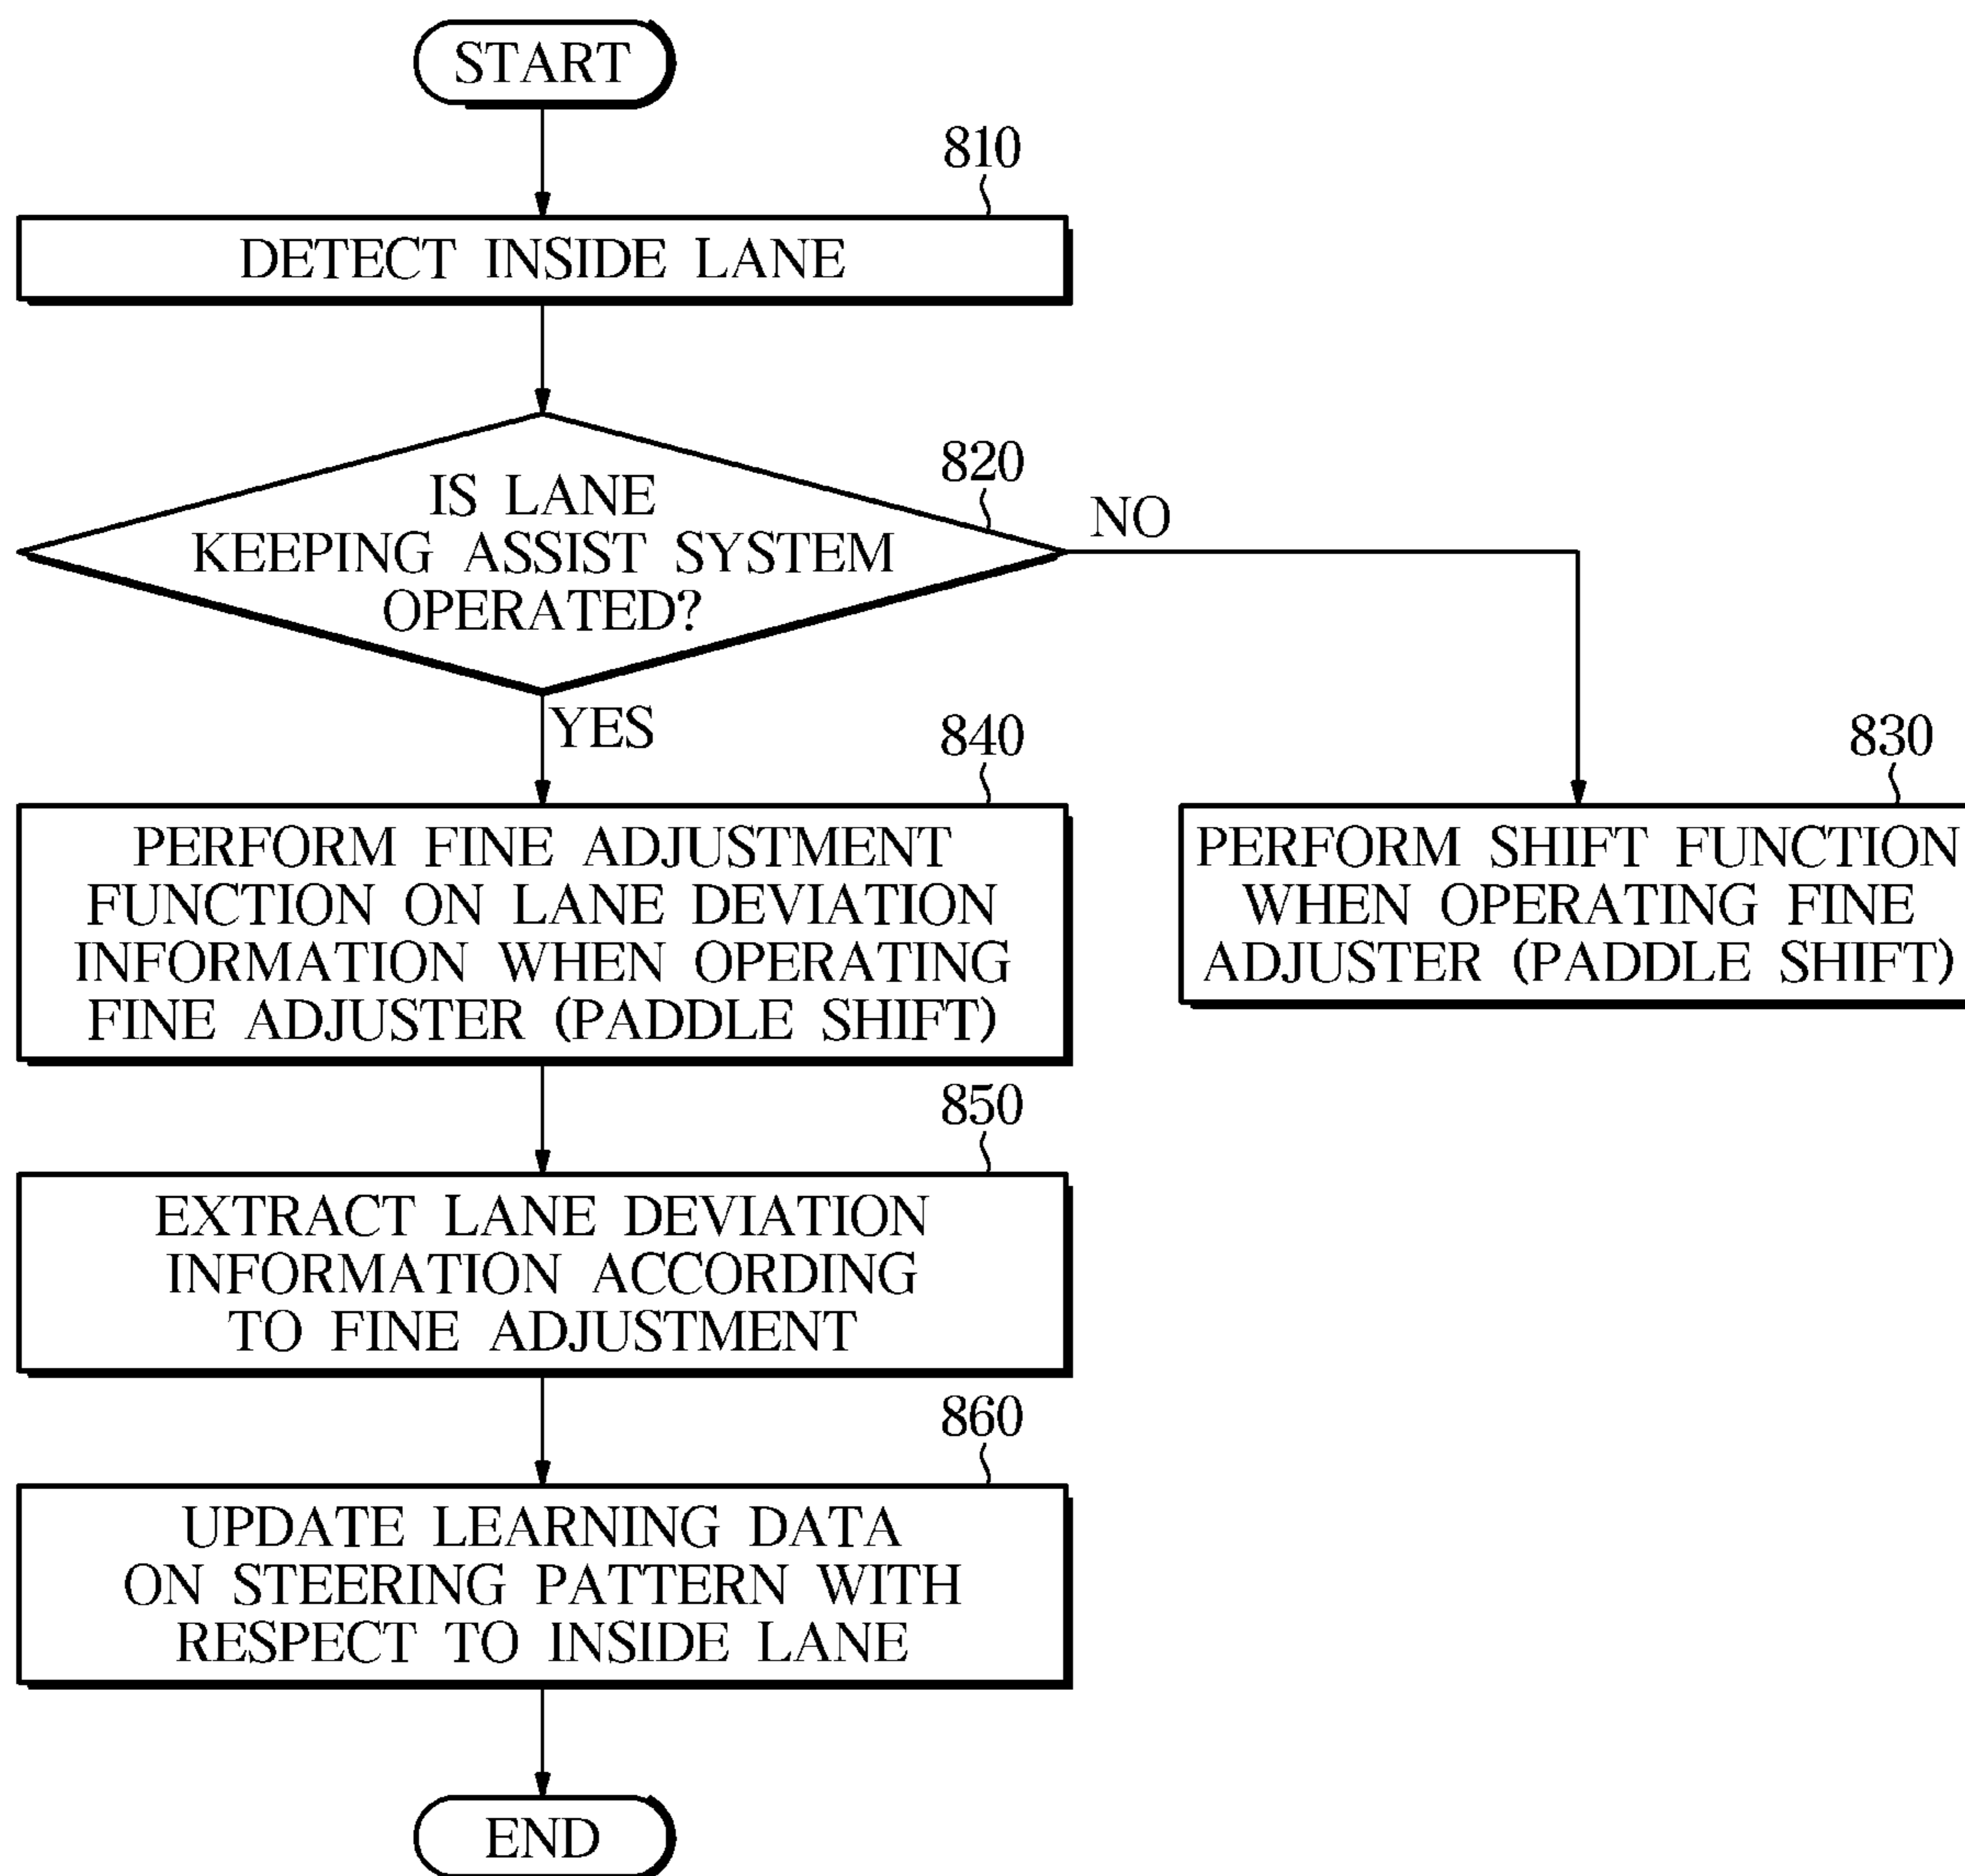 START
810
DETECT INSIDE LANE
820
IS LANE
KEEPING ASSIST SYSTEM
OPERATED?
NO
YES
840
PERFORM FINE ADJUSTMENT
FUNCTION ON LANE DEVIATION
INFORMATION WHEN OPERATING
FINE ADJUSTER (PADDLE SHIFT)
830
PERFORM SHIFT FUNCTION
WHEN OPERATING FINE
ADJUSTER (PADDLE SHIFT)
850
EXTRACT LANE DEVIATION
INFORMATION ACCORDING
TO FINE ADJUSTMENT
860
UPDATE LEARNING DATA
ON STEERING PATTERN WITH
RESPECT TO INSIDE LANE
END